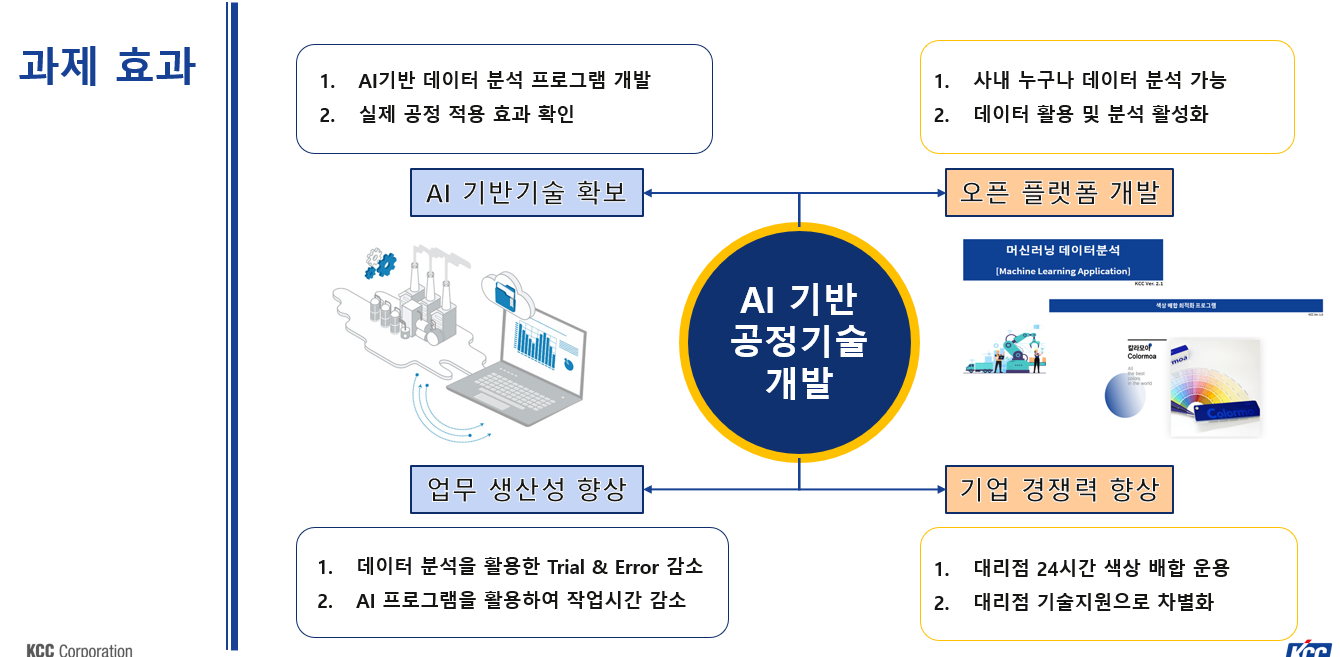 과제 효과
1. AI기반 데이터 분석 프로그램 개발
2. 실제 공정 적용 효과 확인
1. 사내 누구나 데이터 분석 가능
2. 데이터 활용 및 분석 활성화
AI 기반기술 확보
오픈 플랫폼 개발
머신러닝 데이터분석
[Machine Learning Application]
KCC Ver. 2.1
색상 배합 최적화 프로그램
AI 기반
공정기술
개발
칼라모아
Colormoa
All
the best
colors
in the world
moa
Colormoa
업무 생산성 향상
기업 경쟁력 향상
1. 데이터 분석을 활용한 Trial & Error 감소
2. AI 프로그램을 활용하여 작업시간 감소
1. 대리점 24시간 색상 배합 운용
2. 대리점 기술지원으로 차별화
KCC Corporation
KCC